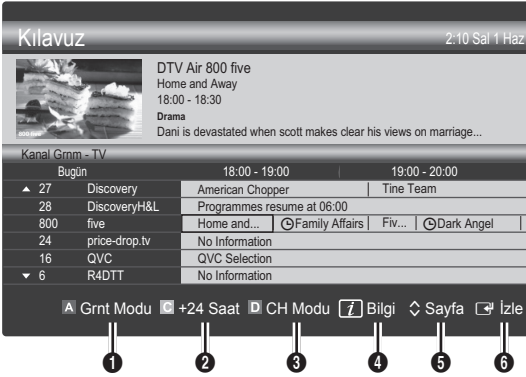 Kılavuz 2:10 Sal 1 Haz
DTV Air 800 five
Home and Away
18:00 - 18:30
Drama
Dani is devastated when scott makes clear his views on marriage...
800 five
Kanal Grnm - TV
Bugün 18:00 - 19:00 19:00 - 20:00
27 Discovery American Chopper Tine Team
28 DiscoveryH&L Programmes resume at 06:00
800 five Home and... Family Affairs Fiv... Dark Angel
24 price-drop.tv No Information
16 QVC QVC Selection
6 R4DTT No Information
A Grnt Modu C +24 Saat D CH Modu i Bilgi Sayfa İzle
1 2 3 4 5 6